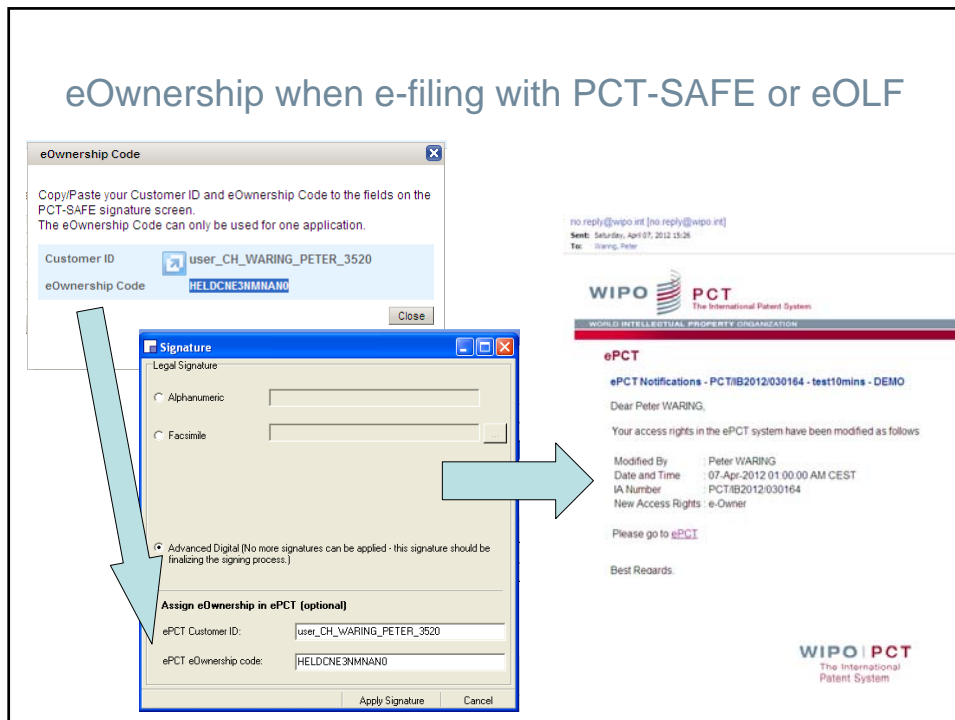 eOwnership when e-filing with PCT-SAFE or eOLF
eOwnership Code
Copy/Paste your Customer ID and eOwnership Code to the fields on the
PCT-SAFE signature screen.
The eOwnership Code can only be used for one application.
Customer ID user_CH_WARING_PETER_3520
eOwnership Code HELDCNE3NMNAN0
Close
Signature
Legal Signature
Alphanumeric
Facsimile
...
Advanced Digital (No more signatures can be applied - this signature should be
finalizing the signing process.)
Assign eOwnership in ePCT (optional)
ePCT Customer ID: user_CH_WARING_PETER_3520
ePCT eOwnership code: HELDCNE3NMNAN0
Apply Signature Cancel
no.reply@wipo.int [no.reply@wipo.int]
Sent: Saturday, April 07, 2012 15:26
To: Waring, Peter
WIPO PCT
The International Patent System
WORLD INTELLECTUAL PROPERTY ORGANIZATION
ePCT
ePCT Notifications - PCT/IB2012/030164 - test10mins - DEMO
Dear Peter WARING,
Your access rights in the ePCT system have been modified as follows
Modified By : Peter WARING
Date and Time : 07-Apr-2012 01:00:00 AM CEST
IA Number : PCT/IB2012/030164
New Access Rights : e-Owner
Please go to ePCT
Best Regards.
WIPO | PCT
The International
Patent System